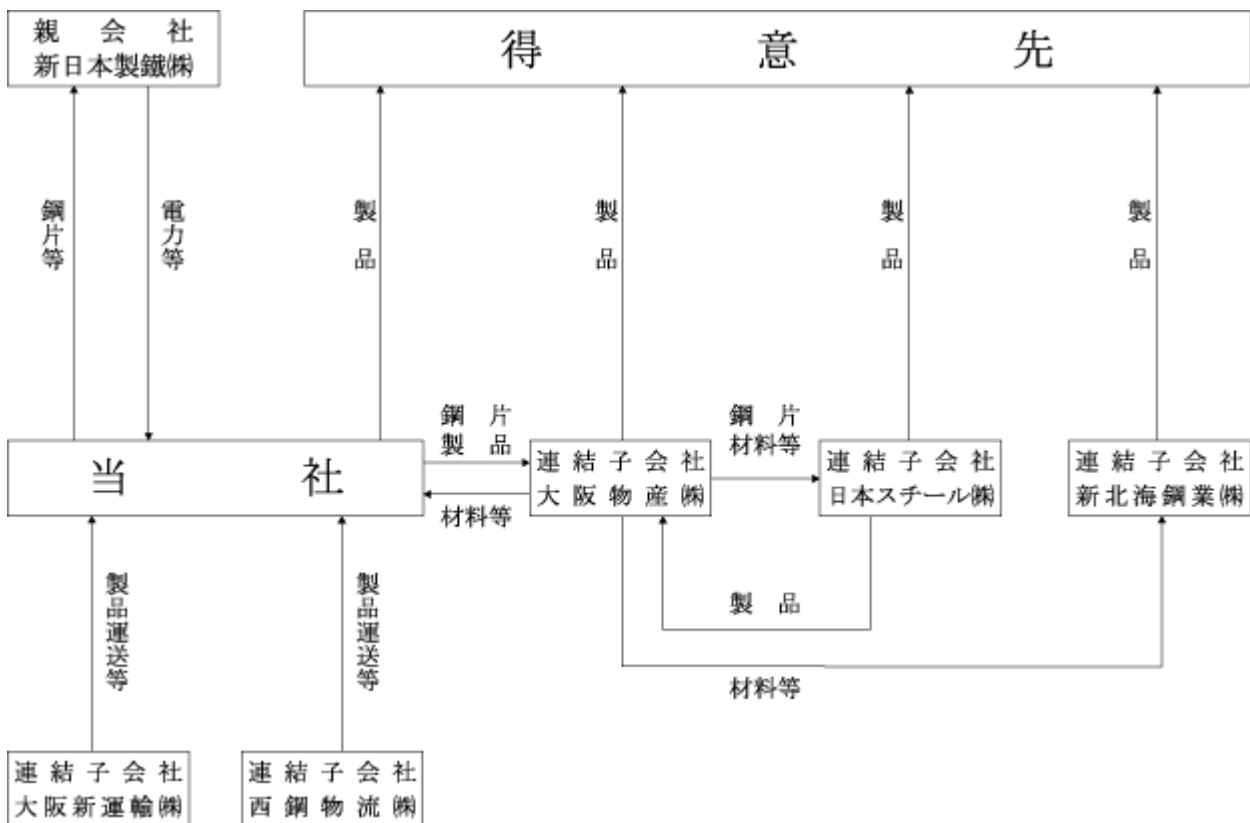 親会社
新日本製鐵㈱
得意先
鋼片等
電力等
製品
製品
製品
製品
鋼片
製品
鋼片
材料等
当社
連結子会社
大阪物産㈱
連結子会社
日本スチール㈱
連結子会社
新北海鋼業㈱
材料等
製品運送等
製品運送等
製品
材料等
連結子会社
大阪新運輸㈱
連結子会社
西鋼物流㈱